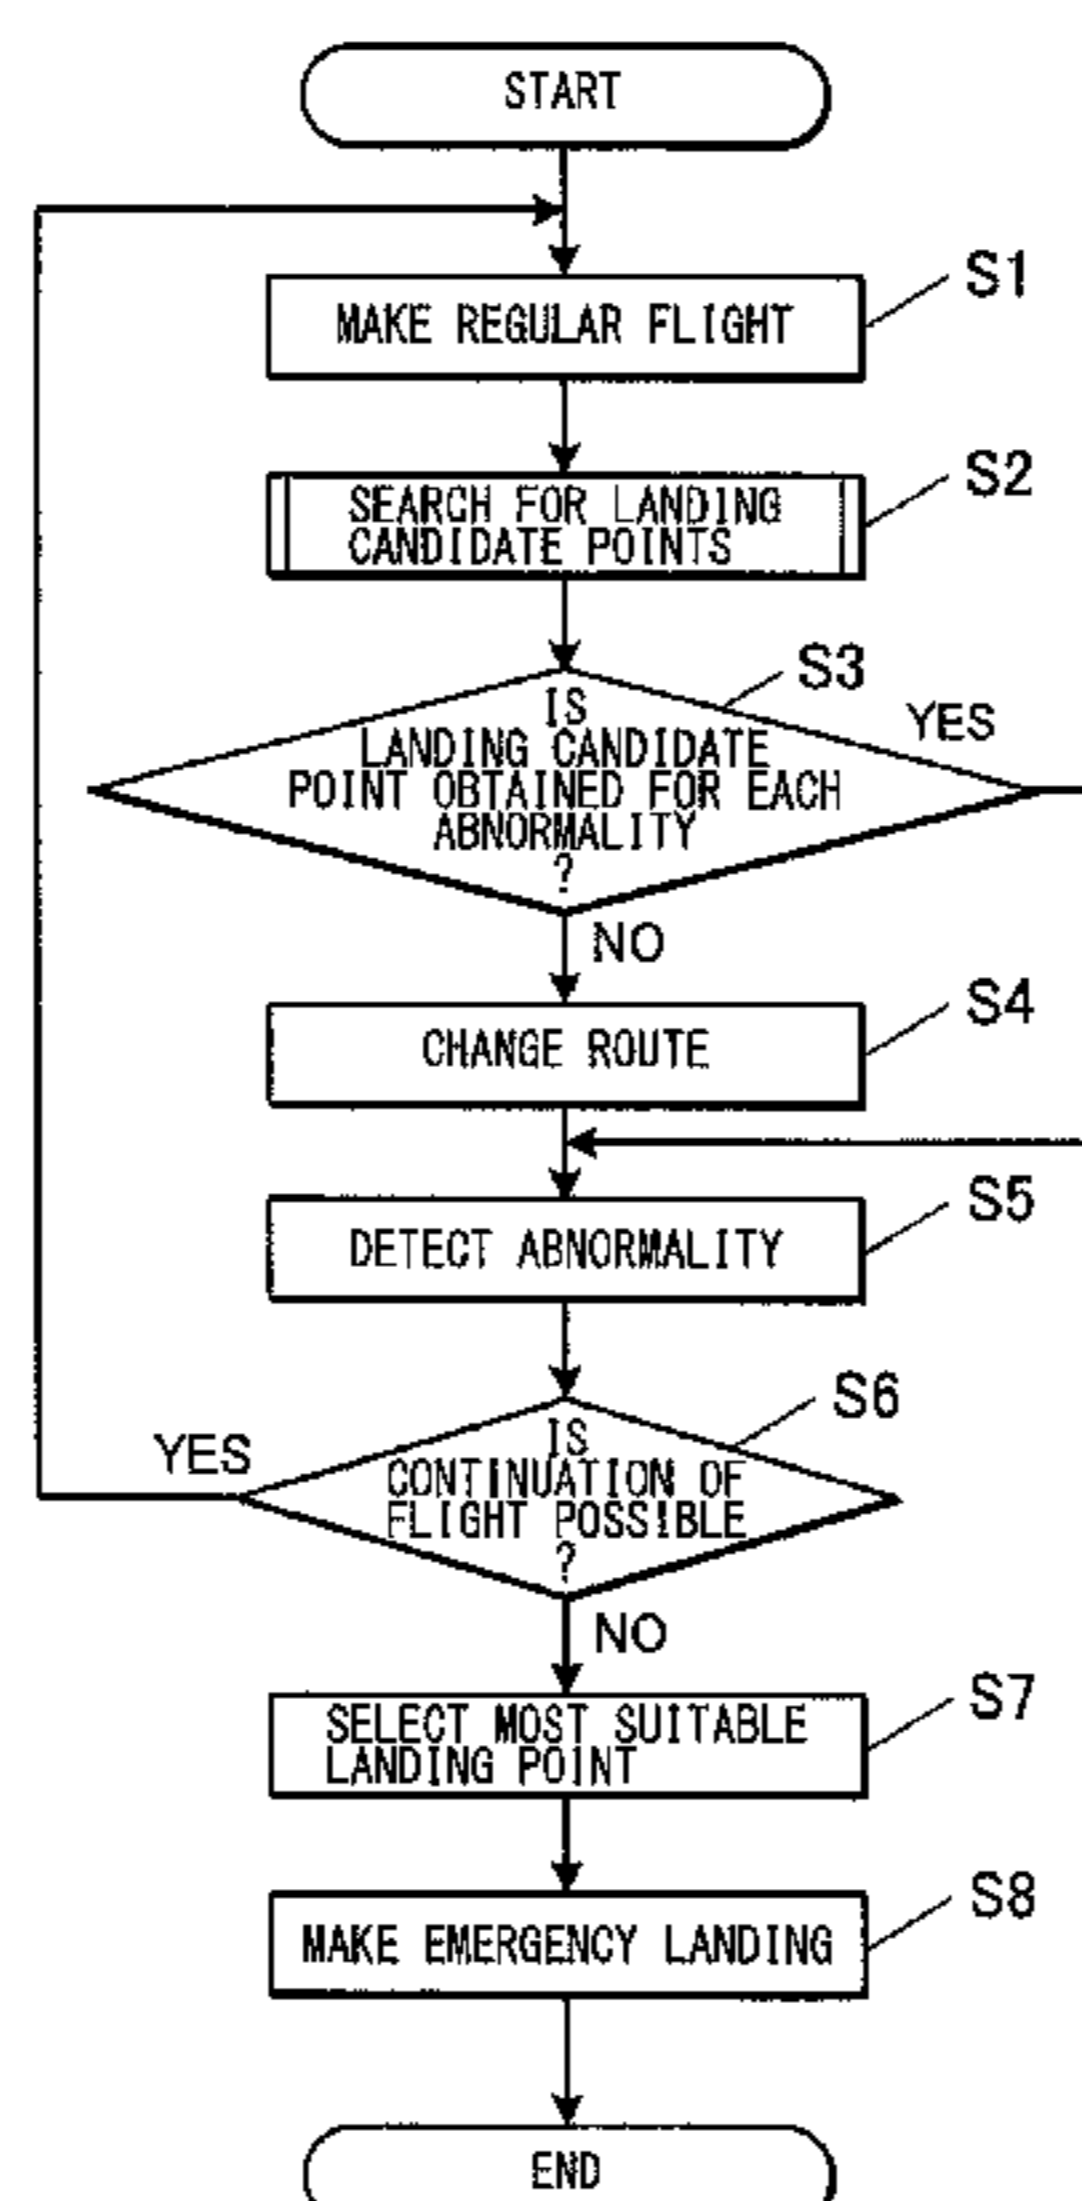 START
MAKE REGULAR FLIGHT
S1
SEARCH FOR LANDING
CANDIDATE POINTS
S2
S3
IS
LANDING CANDIDATE
POINT OBTAINED FOR EACH
ABNORMALITY
?
YES
NO
CHANGE ROUTE
S4
DETECT ABNORMALITY
S5
S6
IS
CONTINUATION OF
FLIGHT POSSIBLE
?
YES
NO
SELECT MOST SUITABLE
LANDING POINT
S7
MAKE EMERGENCY LANDING
S8
END